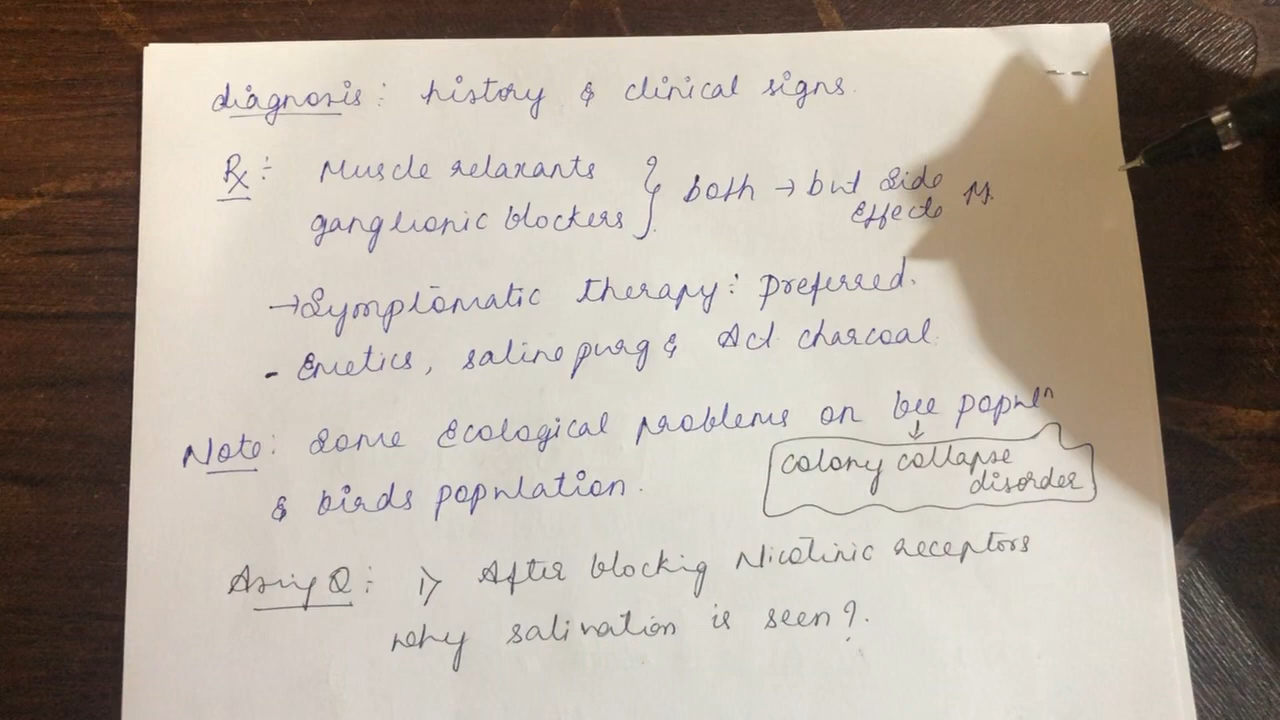 diagnosis: history & clinical signs.
Rx: Muscle relaxants
ganglionic blockers } both → but side Effects ↑↑.
→ Symptomatic therapy: preferred.
- Emetics, saline purg & Act charcoal.
Note: Some Ecological problems on bee popnln
& birds population.
colony collapse
disorder
Assig Q: 1) After blocking Nicotinic receptors
why salivation is seen?